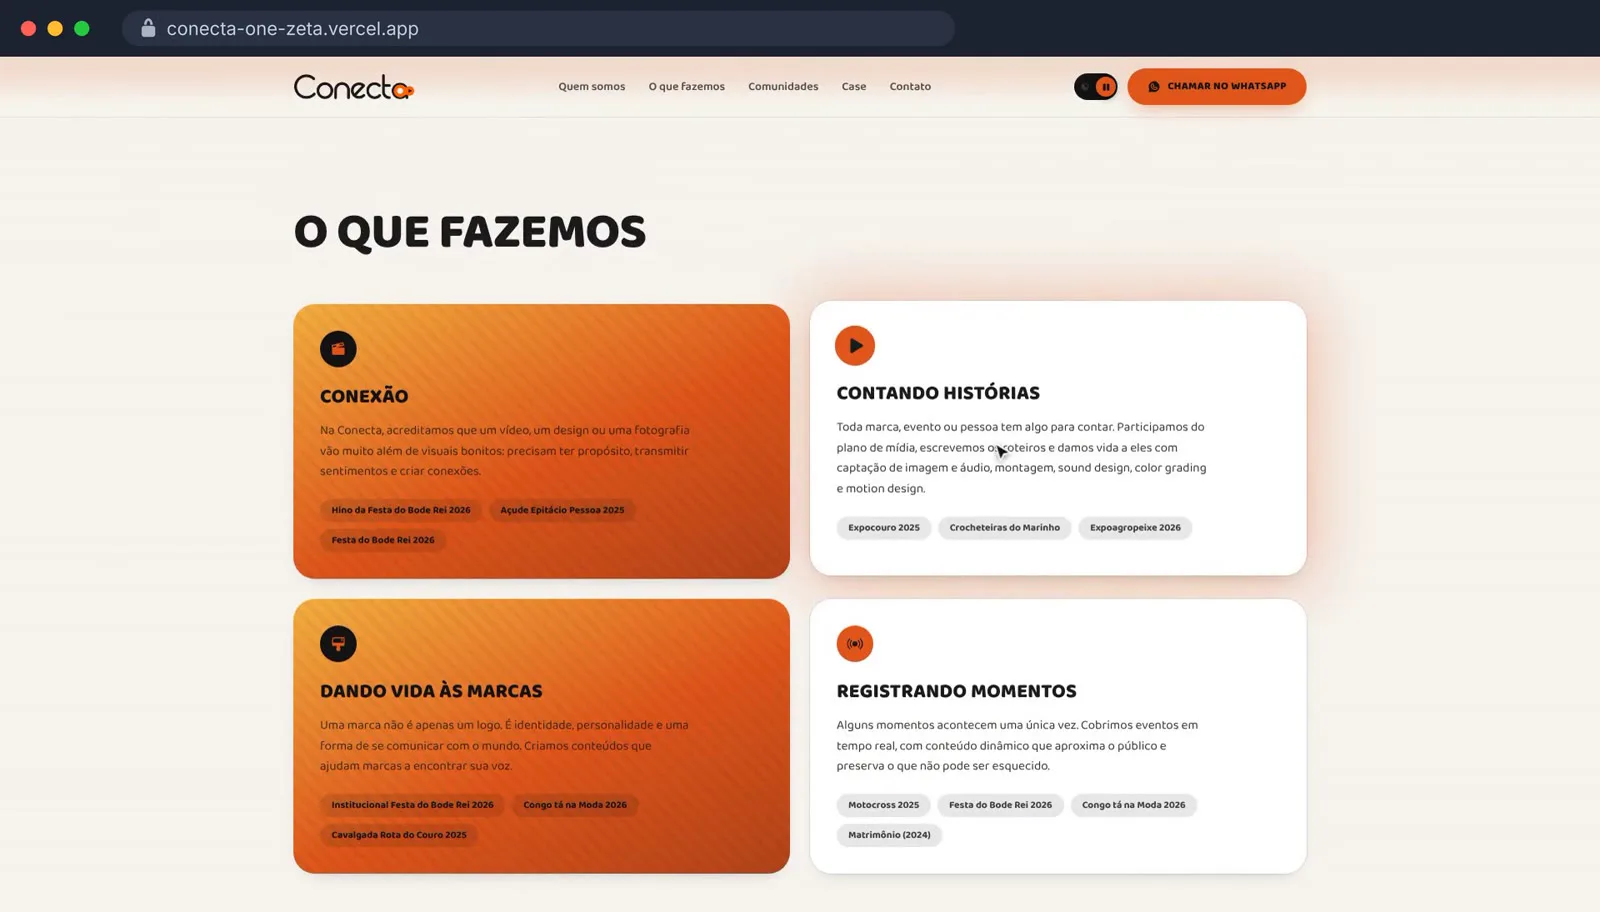 conecta-one-zeta.vercel.app
Conecta
Quem somos
O que fazemos
Comunidades
Case
Contato
CHAMAR NO WHATSAPP
O QUE FAZEMOS
CONEXÃO
Na Conecta, acreditamos que um vídeo, um design ou uma fotografia
vão muito além de visuais bonitos: precisam ter propósito, transmitir
sentimentos e criar conexões.
Hino da Festa do Bode Rei 2026
Açude Epitácio Pessoa 2025
Festa do Bode Rei 2026
CONTANDO HISTÓRIAS
Toda marca, evento ou pessoa tem algo para contar. Participamos do
plano de mídia, escrevemos os roteiros e damos vida a eles com
captação de imagem e áudio, montagem, sound design, color grading
e motion design.
Expocouro 2025
Crocheteiras do Marinho
Expoagropeixe 2026
DANDO VIDA ÀS MARCAS
Uma marca não é apenas um logo. É identidade, personalidade e uma
forma de se comunicar com o mundo. Criamos conteúdos que
ajudam marcas a encontrar sua voz.
Institucional Festa do Bode Rei 2026
Congo tá na Moda 2026
Cavalgada Rota do Couro 2025
REGISTRANDO MOMENTOS
Alguns momentos acontecem uma única vez. Cobrimos eventos em
tempo real, com conteúdo dinâmico que aproxima o público e
preserva o que não pode ser esquecido.
Motocross 2025
Festa do Bode Rei 2026
Congo tá na Moda 2026
Matrimônio (2024)